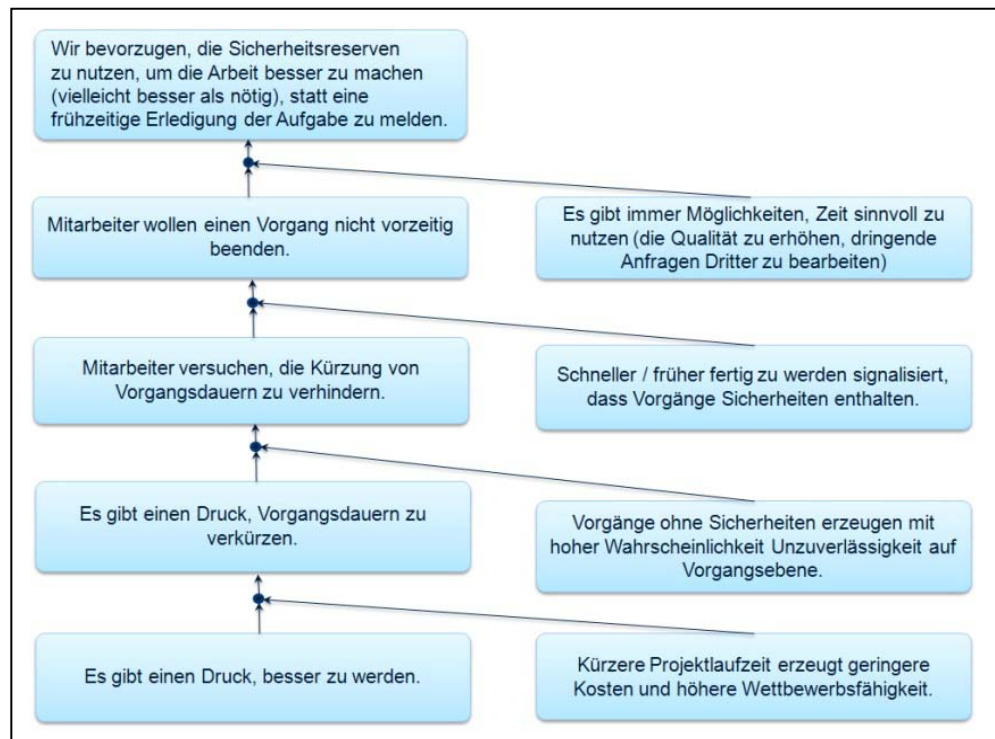 Wir bevorzugen, die Sicherheitsreserven
zu nutzen, um die Arbeit besser zu machen
(vielleicht besser als nötig), statt eine
frühzeitige Erledigung der Aufgabe zu melden.
Mitarbeiter wollen einen Vorgang nicht vorzeitig
beenden.
Es gibt immer Möglichkeiten, Zeit sinnvoll zu
nutzen (die Qualität zu erhöhen, dringende
Anfragen Dritter zu bearbeiten)
Mitarbeiter versuchen, die Kürzung von
Vorgangsdauern zu verhindern.
Schneller / früher fertig zu werden signalisiert,
dass Vorgänge Sicherheiten enthalten.
Es gibt einen Druck, Vorgangsdauern zu
verkürzen.
Vorgänge ohne Sicherheiten erzeugen mit
hoher Wahrscheinlichkeit Unzuverlässigkeit auf
Vorgangsebene.
Es gibt einen Druck, besser zu werden.
Kürzere Projektlaufzeit erzeugt geringere
Kosten und höhere Wettbewerbsfähigkeit.